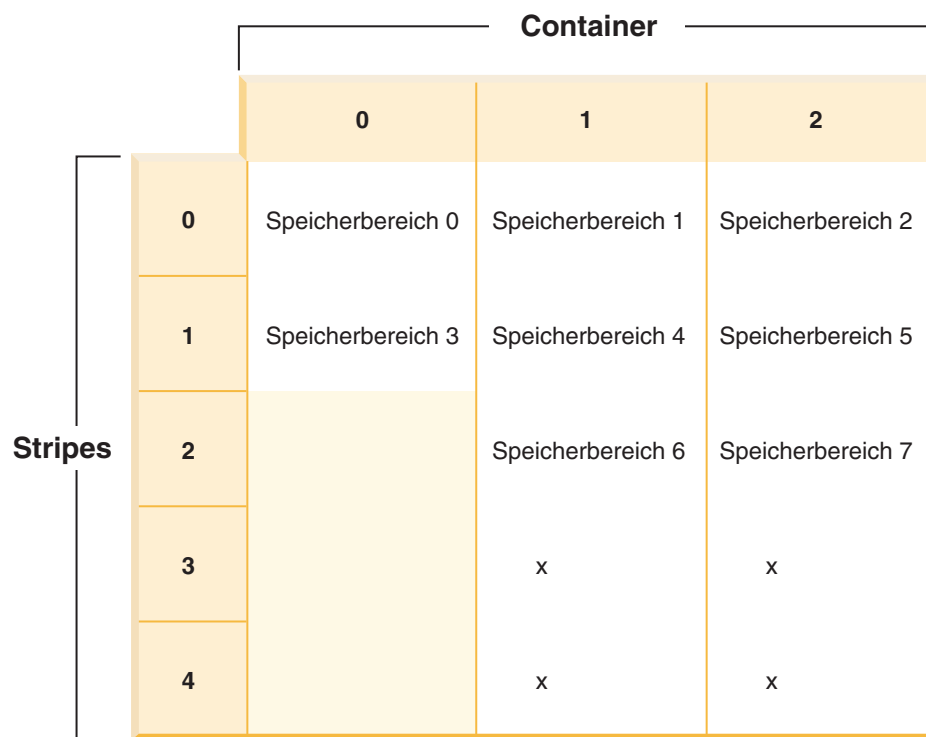 Container
0 1 2
Stripes
0 Speicherbereich 0 Speicherbereich 1 Speicherbereich 2
1 Speicherbereich 3 Speicherbereich 4 Speicherbereich 5
2 Speicherbereich 6 Speicherbereich 7
3 x x
4 x x